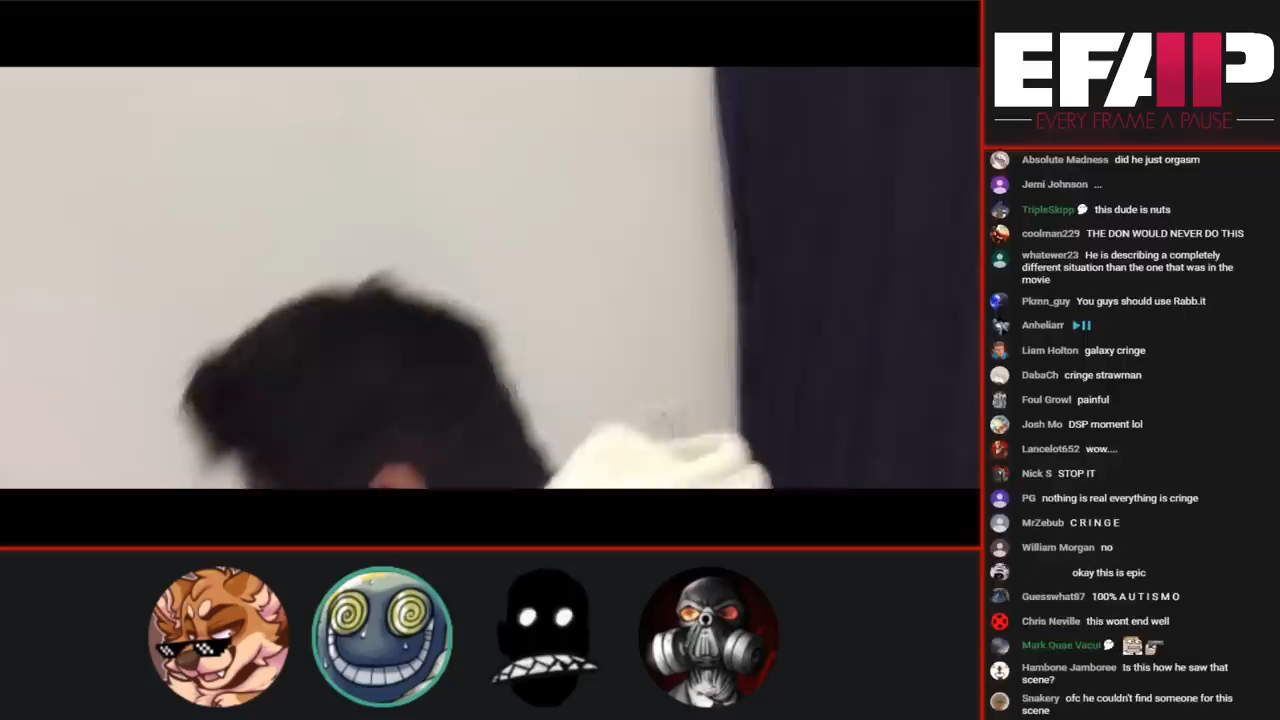 EFAP
EVERY FRAME A PAUSE
Absolute Madness did he just orgasm
Jemi Johnson ...
TripleSkipp this dude is nuts
coolman229 THE DON WOULD NEVER DO THIS
whatewer23 He is describing a completely
different situation than the one that was in the
movie
Pkmn_guy You guys should use Rabb.it
Anheliarr
Liam Holton galaxy cringe
DabaCh cringe strawman
Foul Growl painful
Josh Mo DSP moment lol
Lancelot652 wow....
Nick S STOP IT
PG nothing is real everything is cringe
MrZebub C R I N G E
William Morgan no
okay this is epic
Guesswhat87 100% A U T I S M O
Chris Neville this wont end well
Mark Quae Vacui
Hambone Jamboree Is this how he saw that
scene?
Snakery ofc he couldn't find someone for this
scene